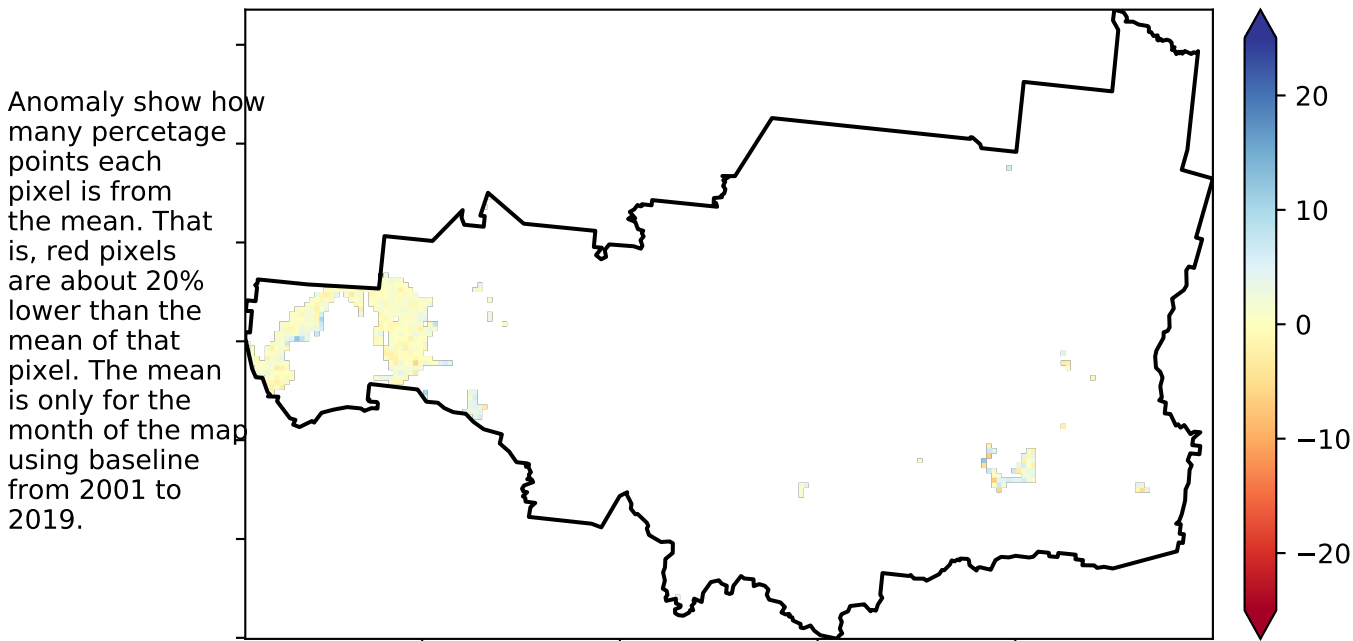 Anomaly show how
many percetage
points each
pixel is from
the mean. That
is, red pixels
are about 20%
lower than the
mean of that
pixel. The mean
is only for the
month of the map
using baseline
from 2001 to
2019.
20
10
0
−10
−20